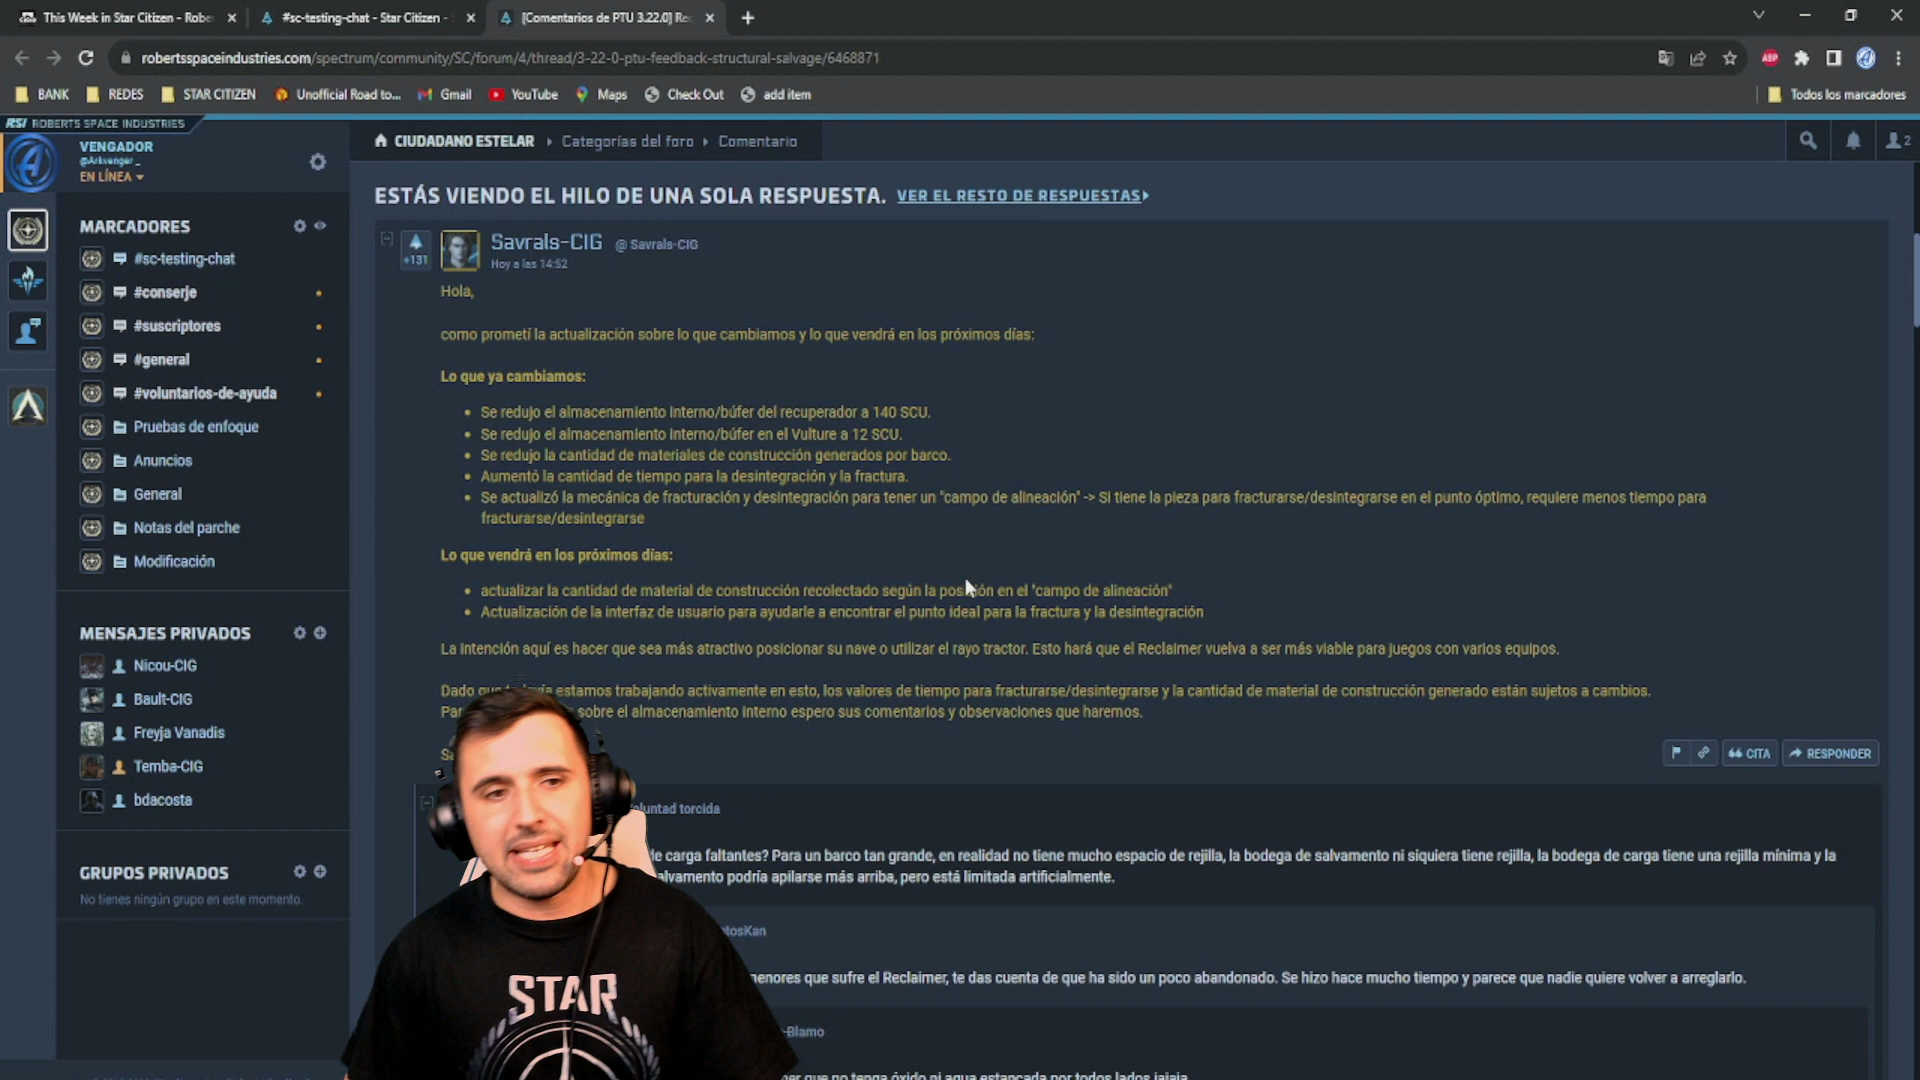 This Week in Star Citizen - Robe
#sc-testing-chat - Star Citizen -
[Comentarios de PTU 3.22.0] Re
robertsspaceindustries.com/spectrum/community/SC/forum/4/thread/3-22-0-ptu-feedback-structural-salvage/6468871
ABP
BANK
REDES
STAR CITIZEN
Unofficial Road to...
Gmail
YouTube
Maps
Check Out
add item
Todos los marcadores
RSI ROBERTS SPACE INDUSTRIES
VENGADOR
@Arkvenger_
EN LÍNEA
CIUDADANO ESTELAR
Categorías del foro
Comentario
2
MARCADORES
#sc-testing-chat
#conserje
#suscriptores
#general
#voluntarios-de-ayuda
Pruebas de enfoque
Anuncios
General
Notas del parche
Modificación
MENSAJES PRIVADOS
Nicou-CIG
Bault-CIG
Freyja Vanadis
Temba-CIG
bdacosta
GRUPOS PRIVADOS
No tienes ningún grupo en este momento.
ESTÁS VIENDO EL HILO DE UNA SOLA RESPUESTA. VER EL RESTO DE RESPUESTAS
+131
Savrals-CIG @ Savrals-CIG
Hoy a las 14:52
Hola,
como prometí la actualización sobre lo que cambiamos y lo que vendrá en los próximos días:
Lo que ya cambiamos:
• Se redujo el almacenamiento interno/búfer del recuperador a 140 SCU.
• Se redujo el almacenamiento interno/búfer en el Vulture a 12 SCU.
• Se redujo la cantidad de materiales de construcción generados por barco.
• Aumentó la cantidad de tiempo para la desintegración y la fractura.
• Se actualizó la mecánica de fracturación y desintegración para tener un "campo de alineación" -> Si tiene la pieza para fracturarse/desintegrarse en el punto óptimo, requiere menos tiempo para
fracturarse/desintegrarse
Lo que vendrá en los próximos días:
• actualizar la cantidad de material de construcción recolectado según la posición en el "campo de alineación"
• Actualización de la interfaz de usuario para ayudarle a encontrar el punto ideal para la fractura y la desintegración
La intención aquí es hacer que sea más atractivo posicionar su nave o utilizar el rayo tractor. Esto hará que el Reclaimer vuelva a ser más viable para juegos con varios equipos.
Dado que estamos trabajando activamente en esto, los valores de tiempo para fracturarse/desintegrarse y la cantidad de material de construcción generado están sujetos a cambios.
sobre el almacenamiento interno espero sus comentarios y observaciones que haremos.
CITA
RESPONDER
torcida
de carga faltantes? Para un barco tan grande, en realidad no tiene mucho espacio de rejilla, la bodega de salvamento ni siquiera tiene rejilla, la bodega de carga tiene una rejilla mínima y la
podría apilarse más arriba, pero está limitada artificialmente.
que sufre el Reclaimer, te das cuenta de que ha sido un poco abandonado. Se hizo hace mucho tiempo y parece que nadie quiere volver a arreglarlo.
-Blamo
que no tenga óxido ni agua estancada por todos lados jajaja
STAR